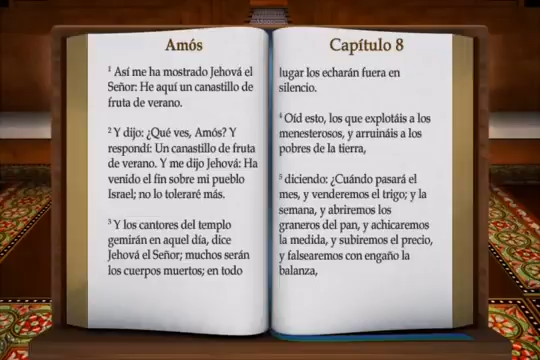 Amós
¹ Así me ha mostrado Jehová el
Señor: He aquí un canastillo de
fruta de verano.
² Y dijo: ¿Qué ves, Amós? Y
respondí: Un canastillo de fruta
de verano. Y me dijo Jehová: Ha
venido el fin sobre mi pueblo
Israel; no lo toleraré más.
³ Y los cantores del templo
gemirán en aquel día, dice
Jehová el Señor; muchos serán
los cuerpos muertos; en todo
Capítulo 8
lugar los echarán fuera en
silencio.
⁴ Oíd esto, los que explotáis a los
menesterosos, y arruináis a los
pobres de la tierra,
⁵ diciendo: ¿Cuándo pasará el
mes, y venderemos el trigo; y la
semana, y abriremos los
graneros del pan, y achicaremos
la medida, y subiremos el precio,
y falsearemos con engaño la
balanza,